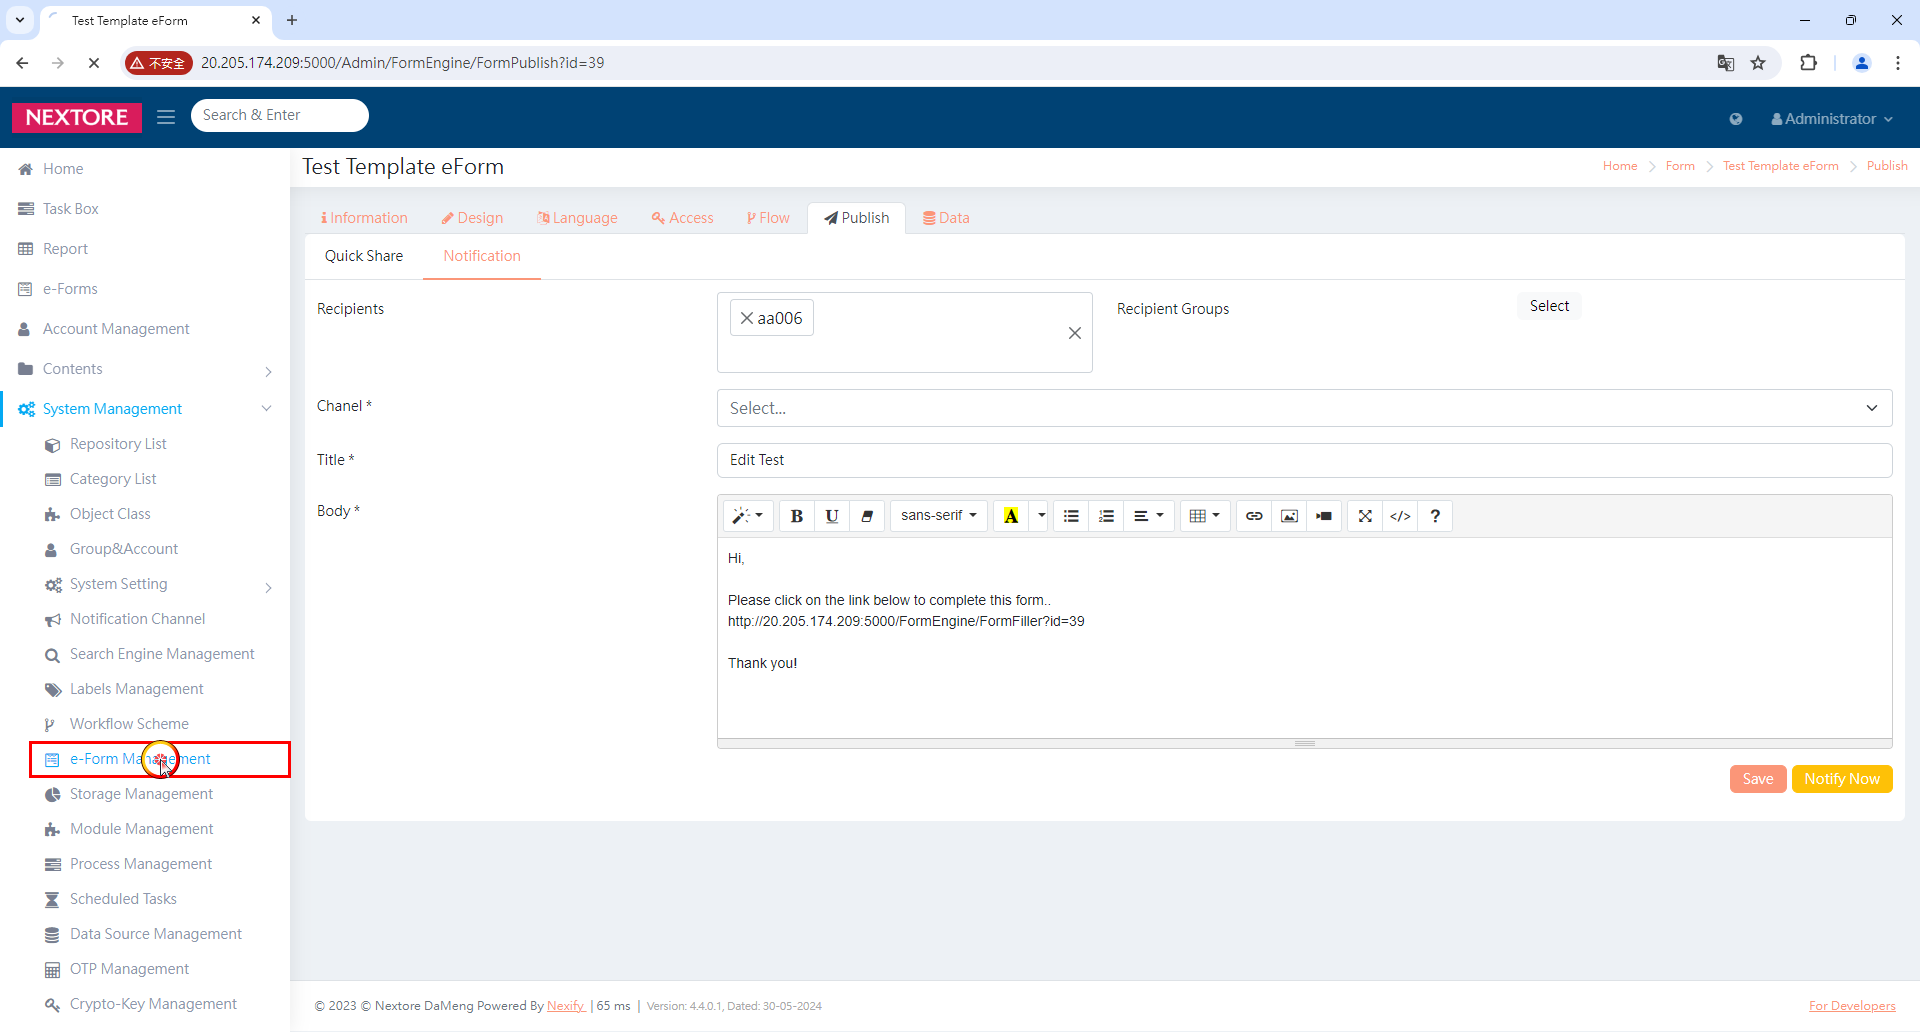 Test Template eForm
不安全 20.205.174.209:5000/Admin/FormEngine/FormPublish?id=39
NEXTORE
Search & Enter
Administrator
Home
Task Box
Report
e-Forms
Account Management
Contents
System Management
Repository List
Category List
Object Class
Group&Account
System Setting
Notification Channel
Search Engine Management
Labels Management
Workflow Scheme
e-Form Management
Storage Management
Module Management
Process Management
Scheduled Tasks
Data Source Management
OTP Management
Crypto-Key Management
Test Template eForm
Home > Form > Test Template eForm > Publish
Information Design Language Access Flow Publish Data
Quick Share Notification
Recipients
aa006
Recipient Groups
Select
Chanel *
Select...
Title *
Edit Test
Body *
B U sans-serif A </> ?
Hi,
Please click on the link below to complete this form..
http://20.205.174.209:5000/FormEngine/FormFiller?id=39
Thank you!
Save Notify Now
© 2023 © Nextore DaMeng Powered By Nexify | 65 ms | Version: 4.4.0.1, Dated: 30-05-2024
For Developers